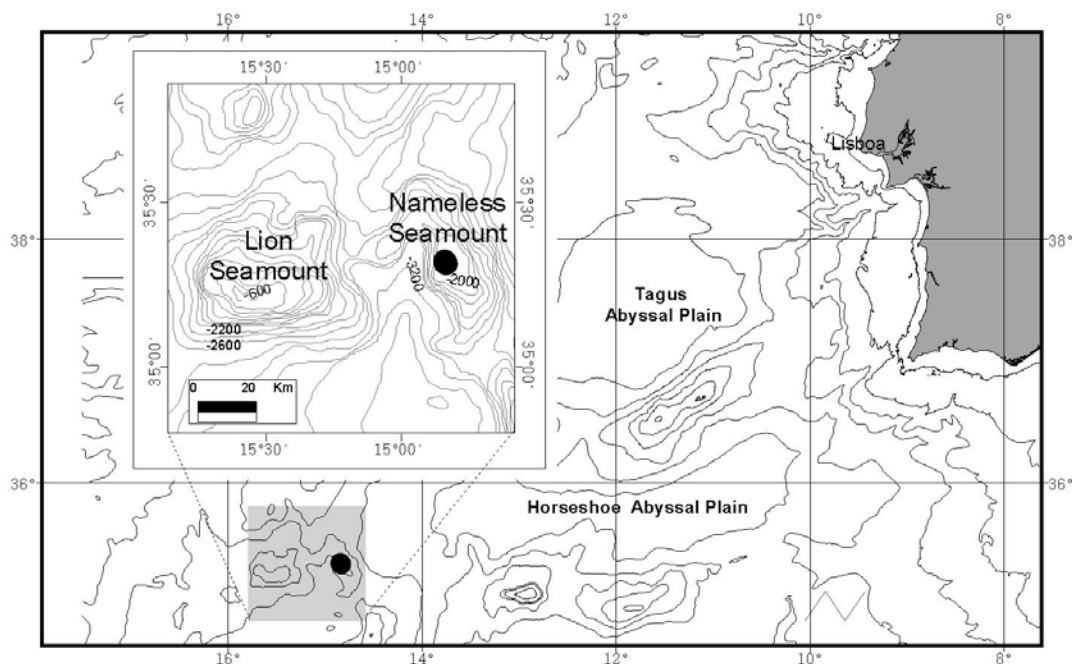 16° 14° 12° 10° 8°
15°30' 15°00'
35°30' 35°30'
Nameless
Seamount
Lion
Seamount
-3200
-2000
-600
-2200
-2600
0 20 Km
35°00' 35°00'
15°30' 15°00'
Lisboa
38° 38°
Tagus
Abyssal Plain
36° 36°
Horseshoe Abyssal Plain
16° 14° 12° 10° 8°